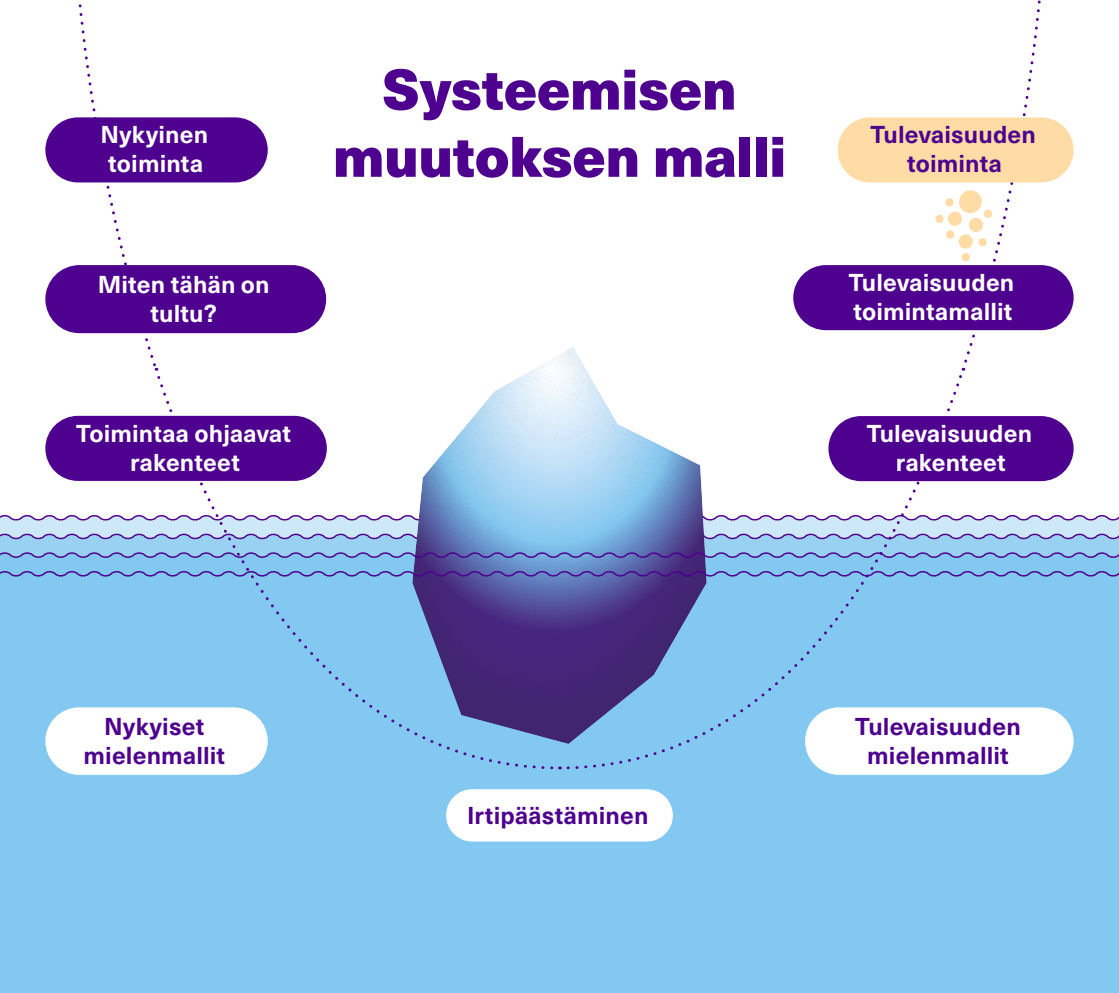 Systeemisen
muutoksen malli
Nykyinen
toiminta
Miten tähän on
tultu?
Toimintaa ohjaavat
rakenteet
Nykyiset
mielenmallit
Irtipäästäminen
Tulevaisuuden
mielenmallit
Tulevaisuuden
rakenteet
Tulevaisuuden
toimintamallit
Tulevaisuuden
toiminta